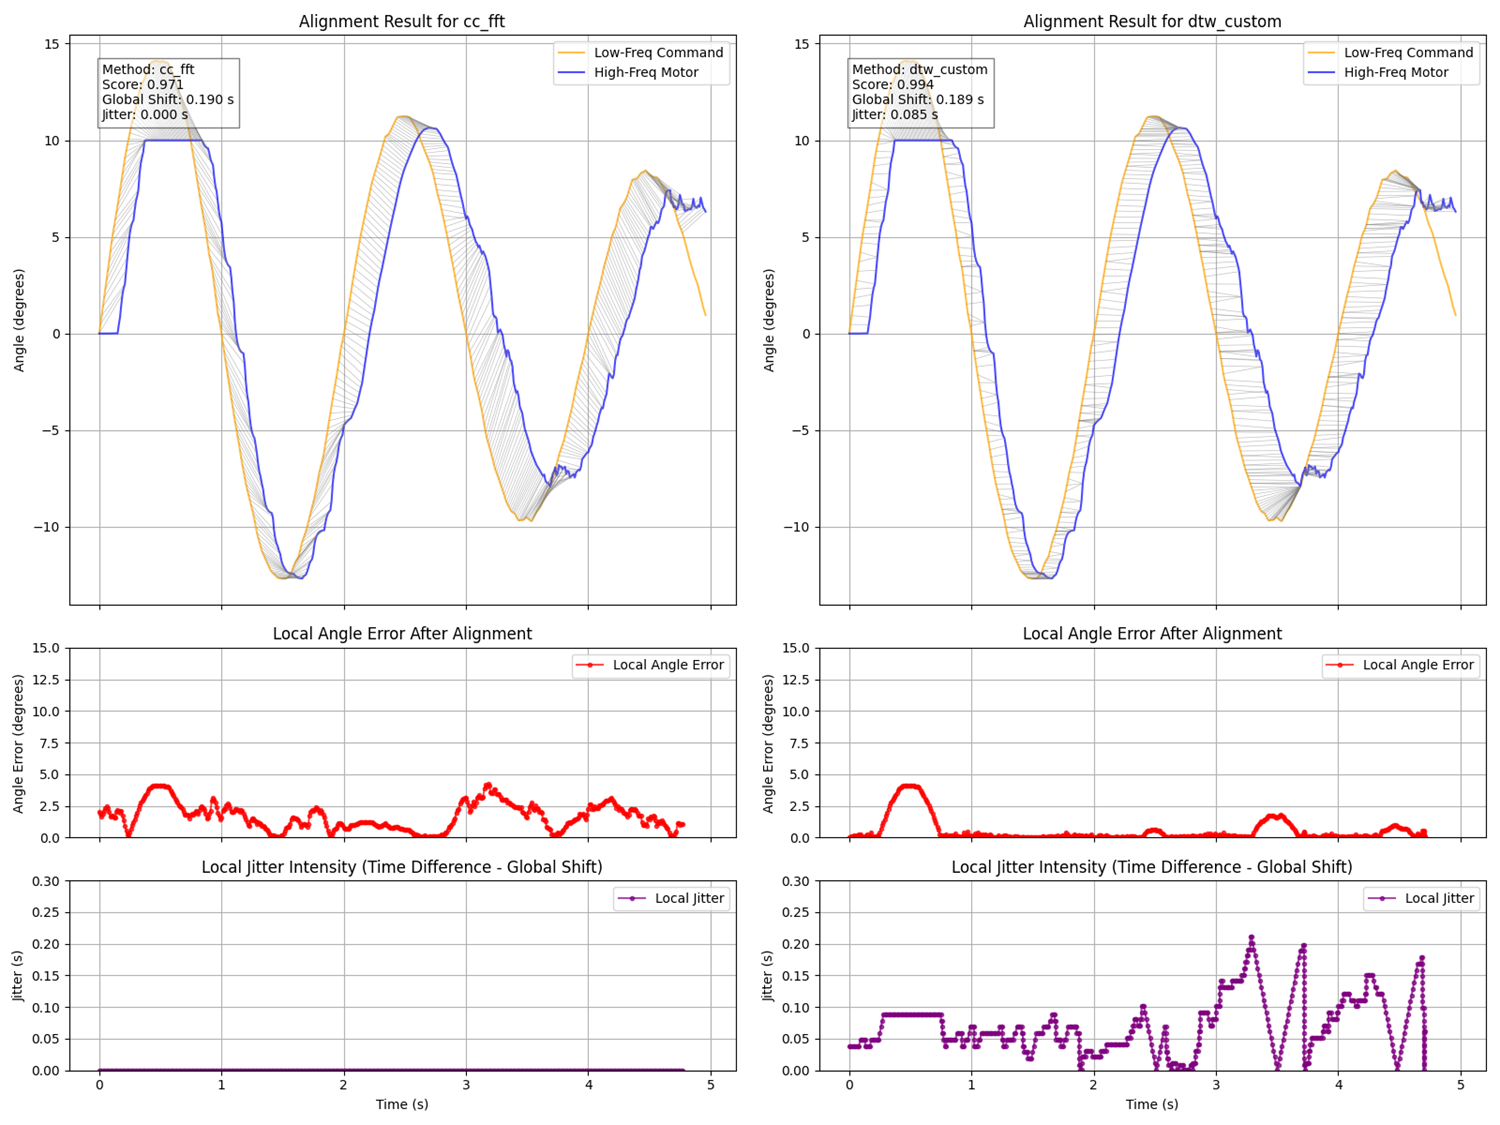 Alignment Result for cc_fft
Low-Freq Command
High-Freq Motor
Method: cc_fft
Score: 0.971
Global Shift: 0.190 s
Jitter: 0.000 s
Angle (degrees)
15
10
5
0
−5
−10
Alignment Result for dtw_custom
Low-Freq Command
High-Freq Motor
Method: dtw_custom
Score: 0.994
Global Shift: 0.189 s
Jitter: 0.085 s
Angle (degrees)
15
10
5
0
−5
−10
Local Angle Error After Alignment
Local Angle Error
Angle Error (degrees)
15.0
12.5
10.0
7.5
5.0
2.5
0.0
Local Angle Error After Alignment
Local Angle Error
Angle Error (degrees)
15.0
12.5
10.0
7.5
5.0
2.5
0.0
Local Jitter Intensity (Time Difference - Global Shift)
Local Jitter
Jitter (s)
0.30
0.25
0.20
0.15
0.10
0.05
0.00
0 1 2 3 4 5
Time (s)
Local Jitter Intensity (Time Difference - Global Shift)
Local Jitter
Jitter (s)
0.30
0.25
0.20
0.15
0.10
0.05
0.00
0 1 2 3 4 5
Time (s)